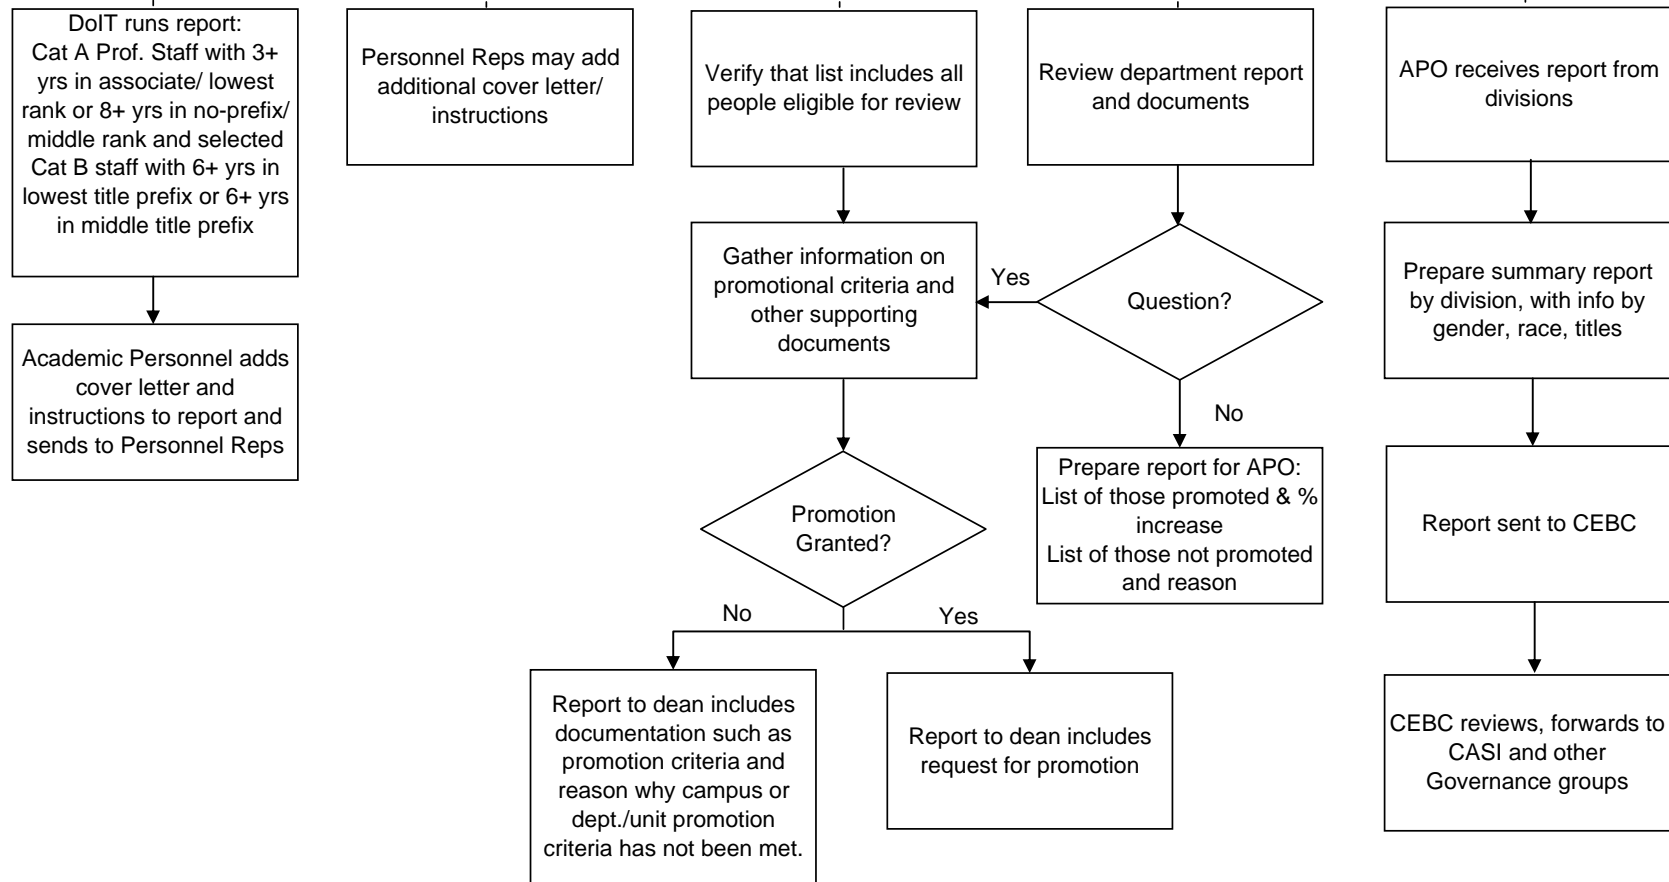 DoIT runs report:
Cat A Prof. Staff with 3+
yrs in associate/ lowest
rank or 8+ yrs in no-prefix/
middle rank and selected
Cat B staff with 6+ yrs in
lowest title prefix or 6+ yrs
in middle title prefix
Academic Personnel adds
cover letter and
instructions to report and
sends to Personnel Reps
Personnel Reps may add
additional cover letter/
instructions
Verify that list includes all
people eligible for review
Gather information on
promotional criteria and
other supporting
documents
Promotion
Granted?
No
Yes
Report to dean includes
documentation such as
promotion criteria and
reason why campus or
dept./unit promotion
criteria has not been met.
Report to dean includes
request for promotion
Review department report
and documents
Question?
Yes
No
Prepare report for APO:
List of those promoted & %
increase
List of those not promoted
and reason
APO receives report from
divisions
Prepare summary report
by division, with info by
gender, race, titles
Report sent to CEBC
CEBC reviews, forwards to
CASI and other
Governance groups